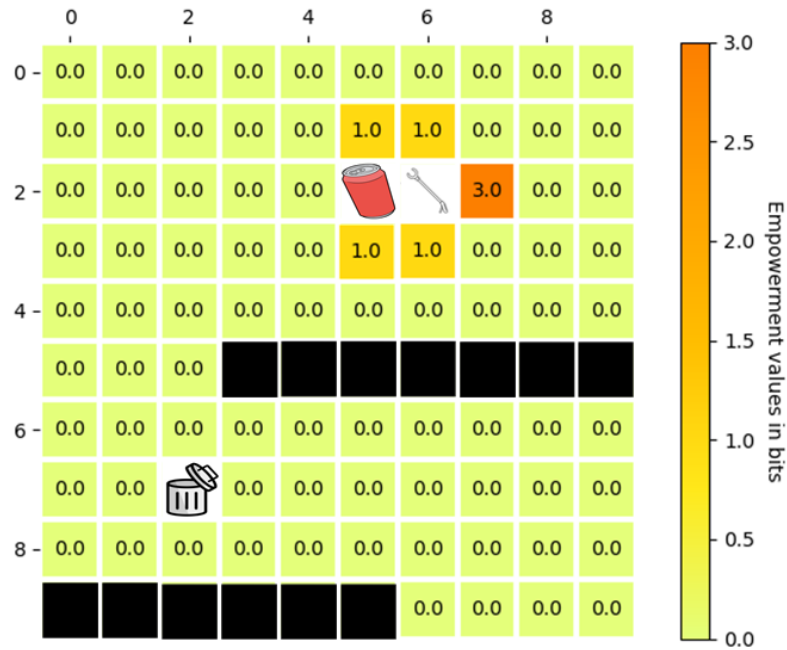 0 2 4 6 8
3.0
0 0.0 0.0 0.0 0.0 0.0 0.0 0.0 0.0 0.0 0.0
0.0 0.0 0.0 0.0 0.0 1.0 1.0 0.0 0.0 0.0
2.5
2 0.0 0.0 0.0 0.0 0.0 3.0 0.0 0.0
2.0
0.0 0.0 0.0 0.0 0.0 1.0 1.0 0.0 0.0 0.0
4 0.0 0.0 0.0 0.0 0.0 0.0 0.0 0.0 0.0 0.0
1.5
0.0 0.0 0.0
6 0.0 0.0 0.0 0.0 0.0 0.0 0.0 0.0 0.0 0.0
1.0
0.0 0.0 0.0 0.0 0.0 0.0 0.0 0.0 0.0
0.5
8 0.0 0.0 0.0 0.0 0.0 0.0 0.0 0.0 0.0 0.0
0.0 0.0 0.0 0.0
0.0
Empowerment values in bits